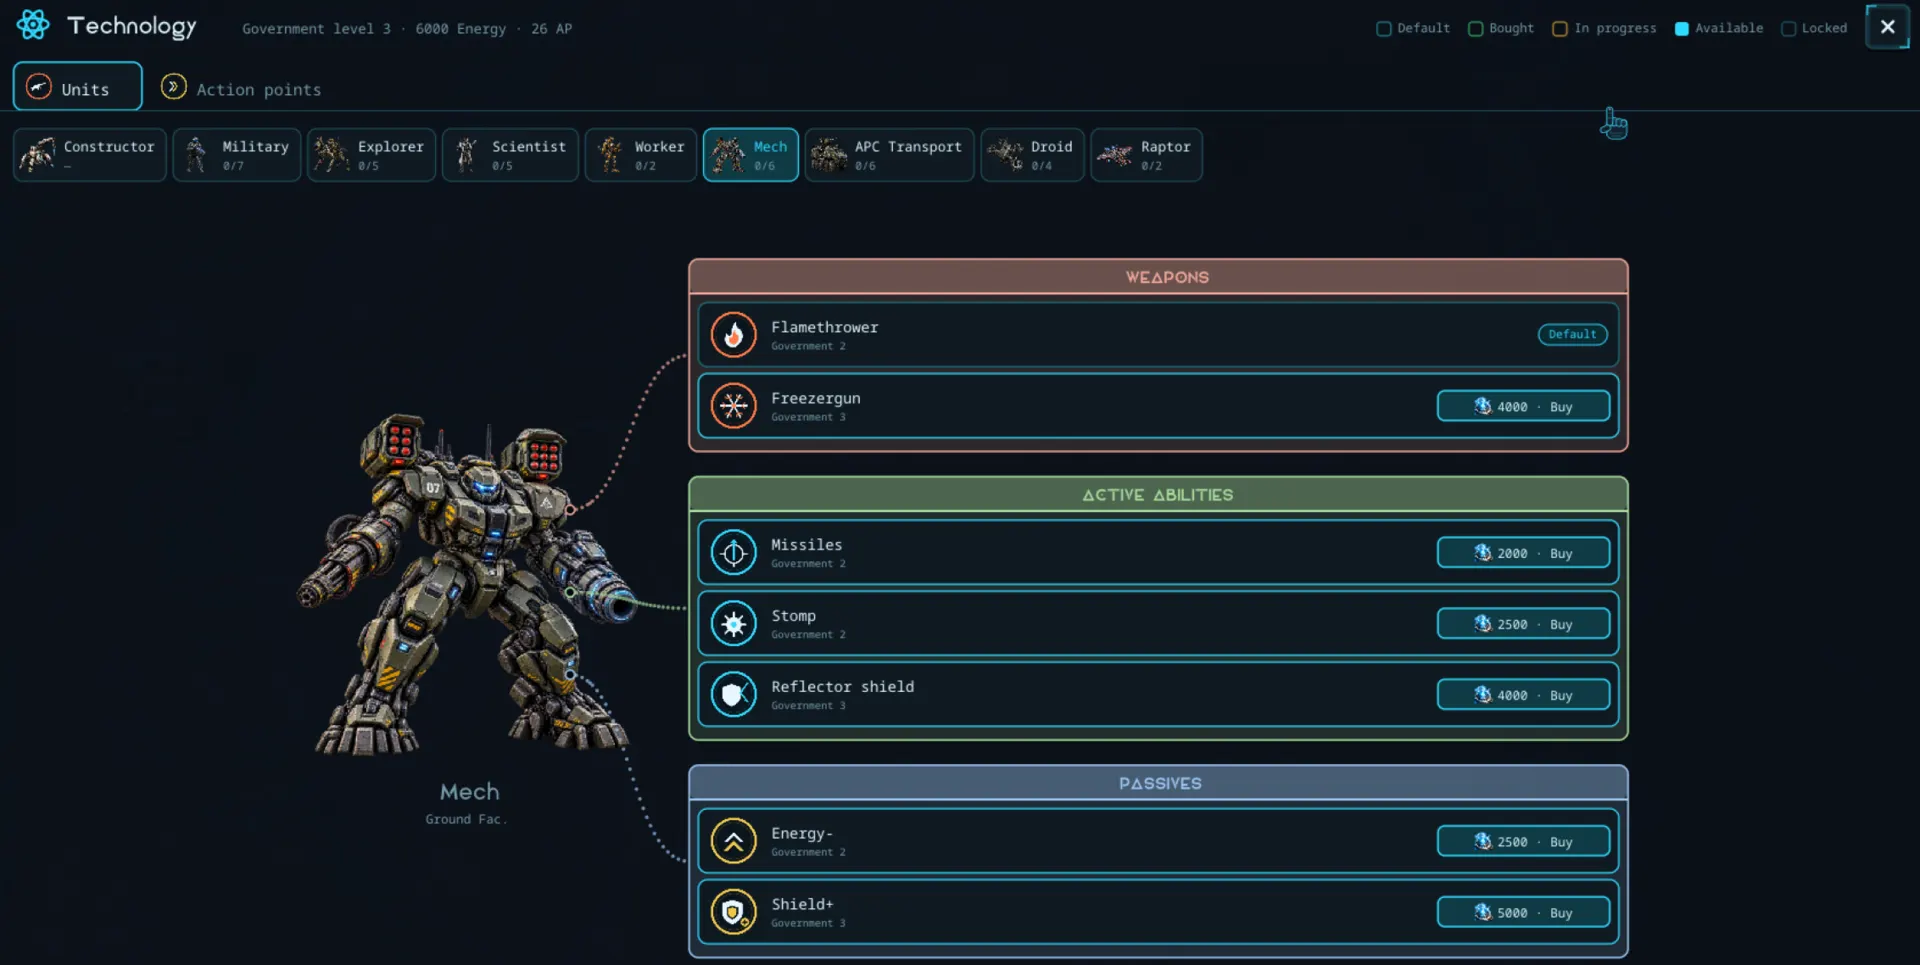 Technology
Government level 3 · 6000 Energy · 26 AP
Default
Bought
In progress
Available
Locked
Units
Action points
Constructor
–
Military
0/7
Explorer
0/5
Scientist
0/5
Worker
0/2
Mech
0/6
APC Transport
0/6
Droid
0/4
Raptor
0/2
WEAPONS
Flamethrower
Government 2
Default
Freezergun
Government 3
4000 · Buy
07
ACTIVE ABILITIES
Missiles
Government 2
2000 · Buy
Stomp
Government 2
2500 · Buy
Reflector shield
Government 3
4000 · Buy
Mech
Ground Fac.
PASSIVES
Energy-
Government 2
2500 · Buy
Shield+
Government 3
5000 · Buy